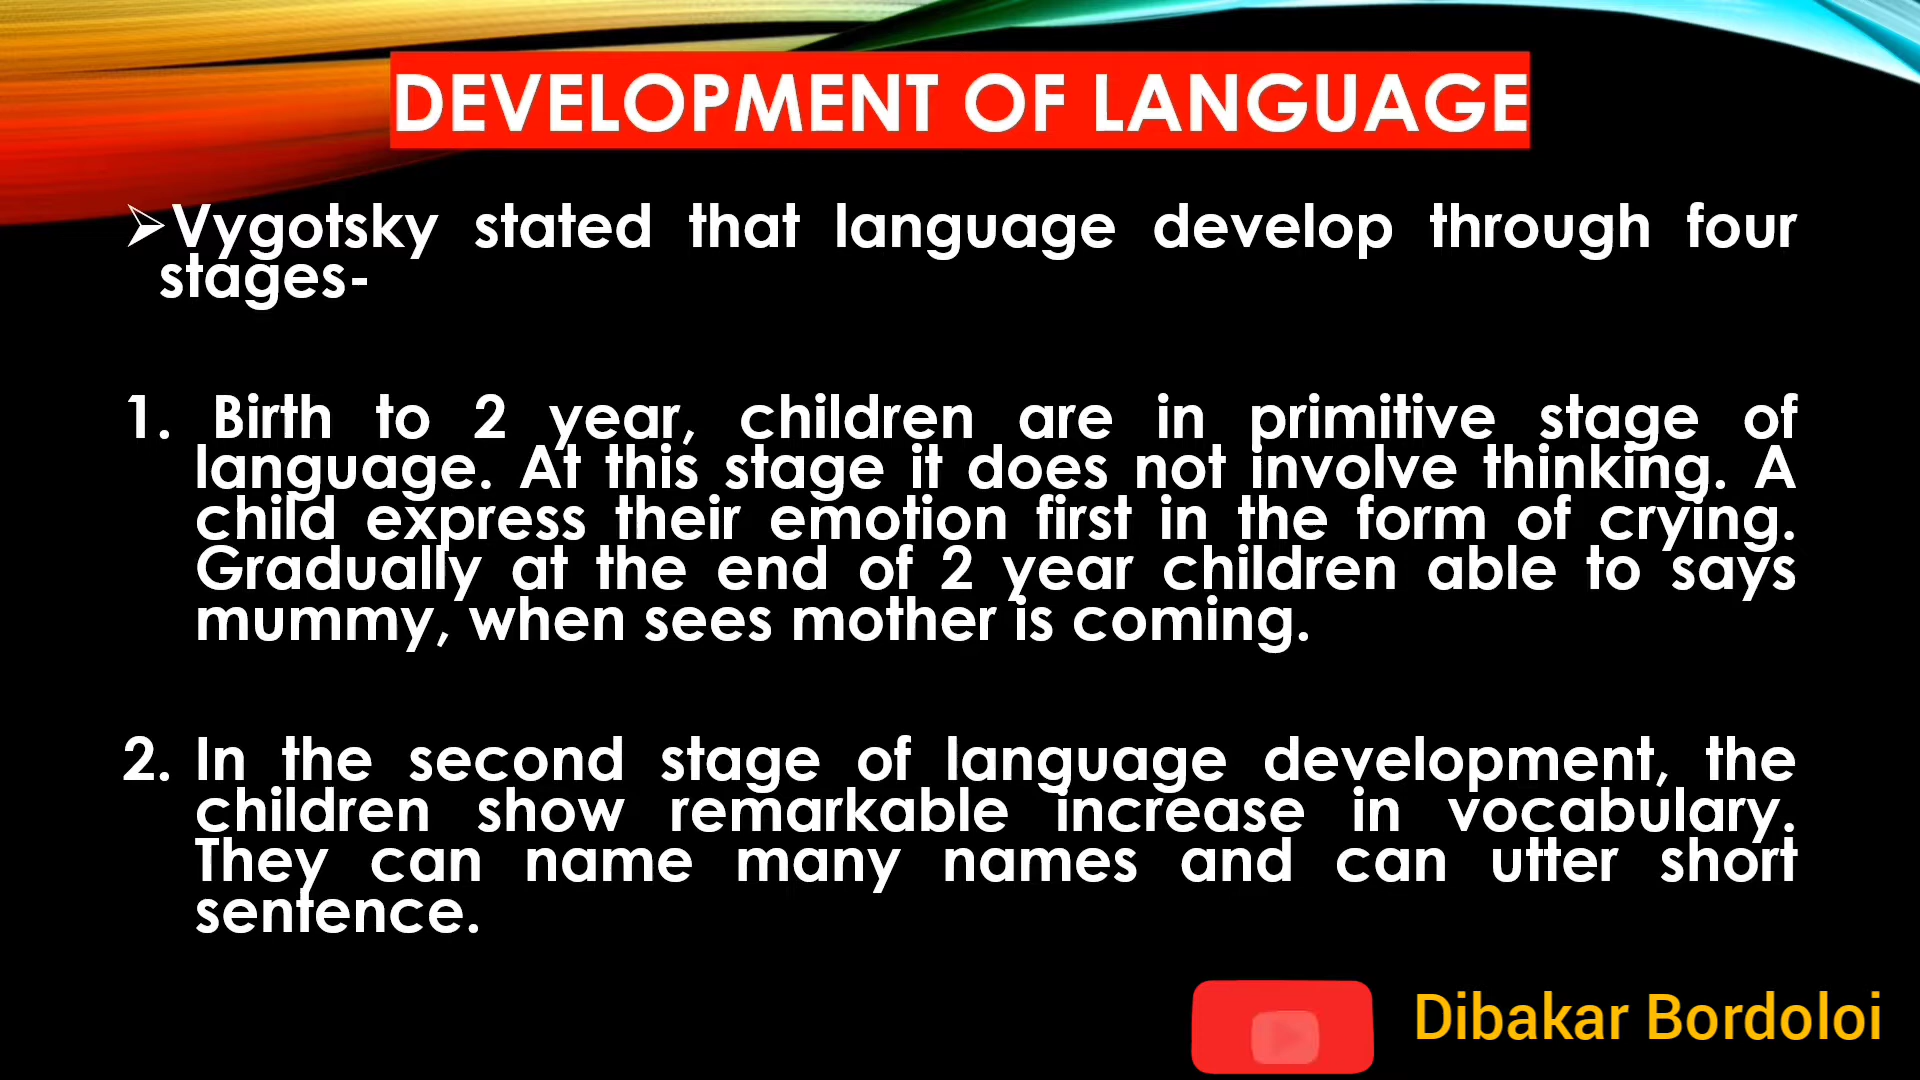 DEVELOPMENT OF LANGUAGE
➢Vygotsky stated that language develop through four
stages-
1. Birth to 2 year, children are in primitive stage of
language. At this stage it does not involve thinking. A
child express their emotion first in the form of crying.
Gradually at the end of 2 year children able to says
mummy, when sees mother is coming.
2. In the second stage of language development, the
children show remarkable increase in vocabulary.
They can name many names and can utter short
sentence.
Dibakar Bordoloi